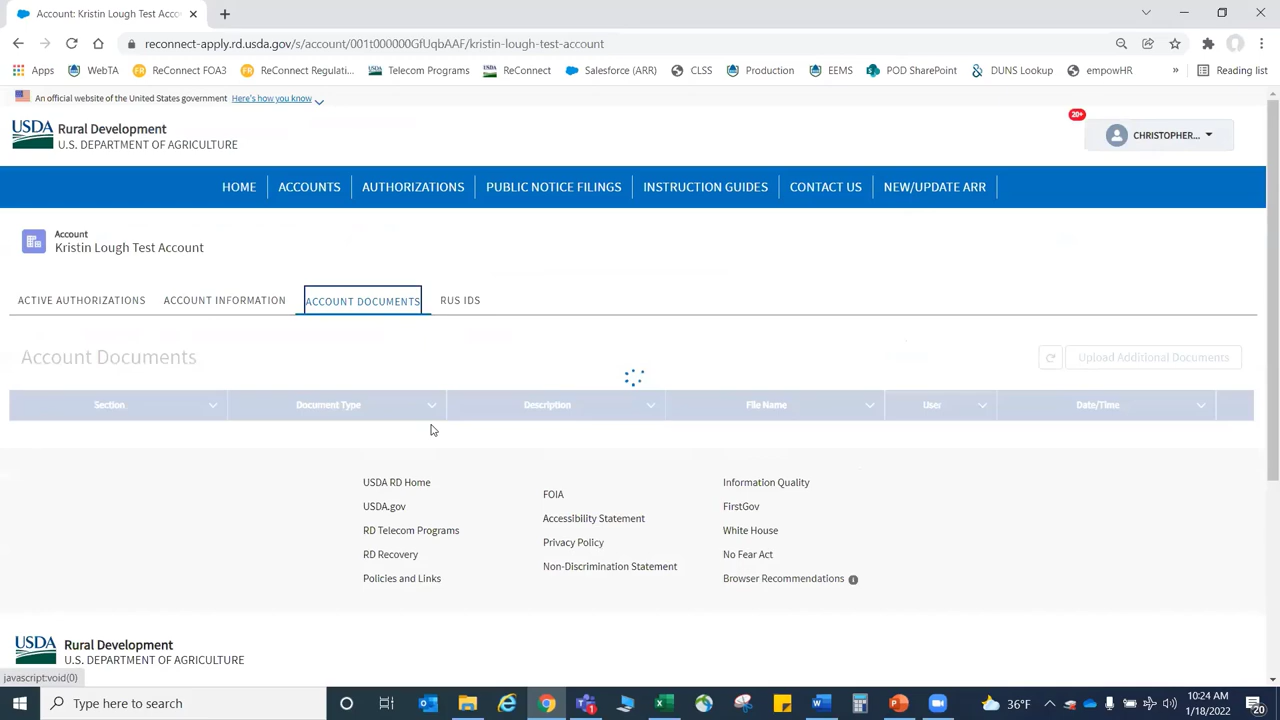 Account: Kristin Lough Test Acco
reconnect-apply.rd.usda.gov/s/account/001t000000GfUqbAAF/kristin-lough-test-account
Apps
WebTA
ReConnect FOA3
ReConnect Regulati...
Telecom Programs
ReConnect
Salesforce (ARR)
CLSS
Production
EEMS
POD SharePoint
DUNS Lookup
empowHR
»
Reading list
An official website of the United States government Here's how you know
USDA Rural Development
U.S. DEPARTMENT OF AGRICULTURE
20+
CHRISTOPHER...
HOME
ACCOUNTS
AUTHORIZATIONS
PUBLIC NOTICE FILINGS
INSTRUCTION GUIDES
CONTACT US
NEW/UPDATE ARR
Account
Kristin Lough Test Account
ACTIVE AUTHORIZATIONS
ACCOUNT INFORMATION
ACCOUNT DOCUMENTS
RUS IDS
Account Documents
Upload Additional Documents
Section
Document Type
Description
File Name
User
Date/Time
USDA RD Home
USDA.gov
RD Telecom Programs
RD Recovery
Policies and Links
FOIA
Accessibility Statement
Privacy Policy
Non-Discrimination Statement
Information Quality
FirstGov
White House
No Fear Act
Browser Recommendations
USDA Rural Development
U.S. DEPARTMENT OF AGRICULTURE
javascript:void(0)
Type here to search
36°F
10:24 AM
1/18/2022
20